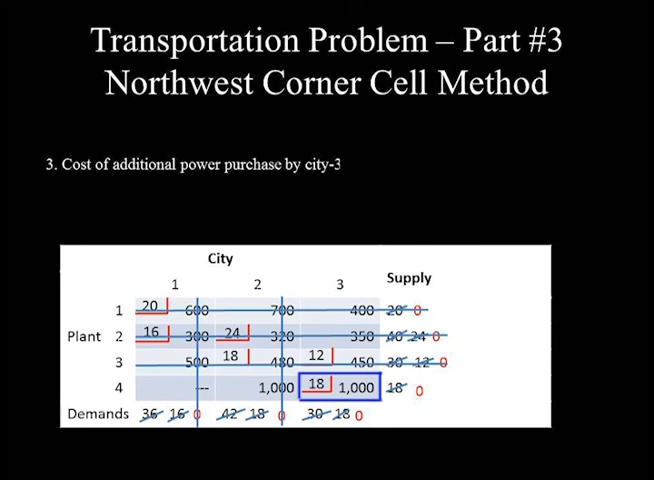 Transportation Problem – Part #3
Northwest Corner Cell Method
3. Cost of additional power purchase by city-3
City
1 2 3 Supply
1 20 600 700 400 20 0
Plant 2 16 300 24 320 350 40 24 0
3 500 18 480 12 450 30 12 0
4 --- 1,000 18 1,000 18 0
Demands 36 16 0 42 18 0 30 18 0